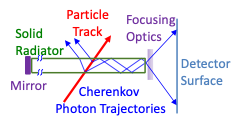 Particle
Track
Focusing
Optics
Solid
Radiator
Mirror
Cherenkov
Photon Trajectories
Detector
Surface